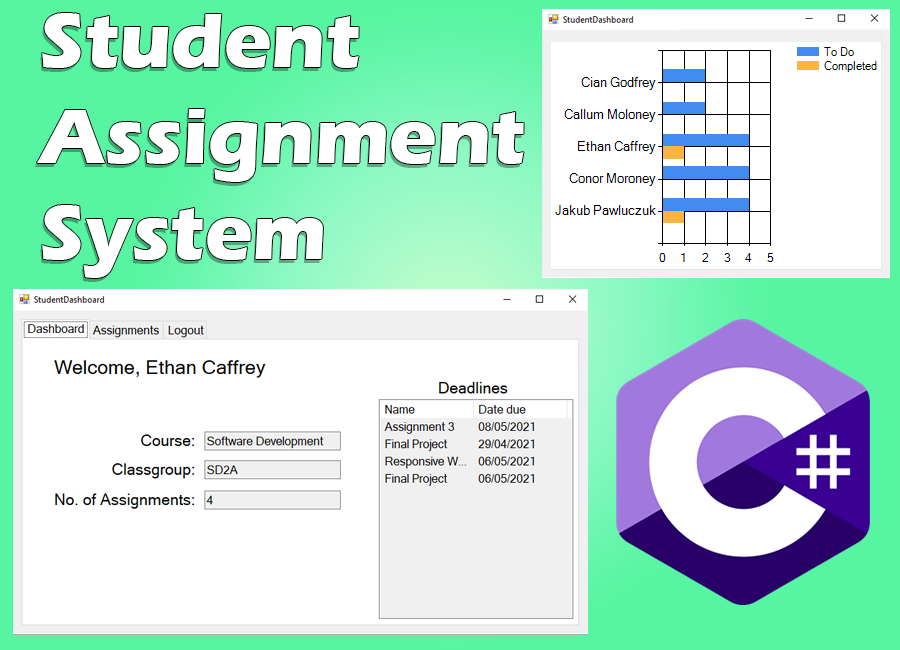 Student
Assignment
System
StudentDashboard
To Do
Completed
Cian Godfrey
Callum Moloney
Ethan Caffrey
Conor Moroney
Jakub Pawluczuk
0 1 2 3 4 5
StudentDashboard
Dashboard Assignments Logout
Welcome, Ethan Caffrey
Course: Software Development
Classgroup: SD2A
No. of Assignments: 4
Deadlines
Name Date due
Assignment 3 08/05/2021
Final Project 29/04/2021
Responsive W... 06/05/2021
Final Project 06/05/2021
C#